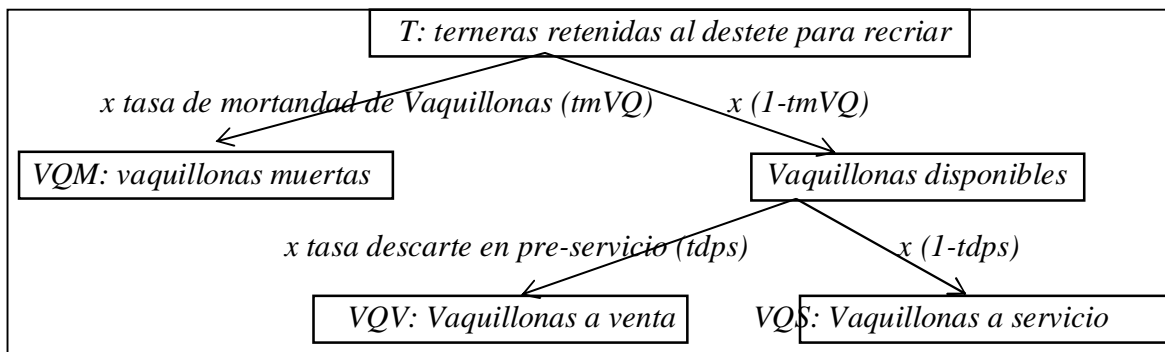 T: terneras retenidas al destete para recriar
x tasa de mortandad de Vaquillonas (tmVQ)
x (1-tmVQ)
VQM: vaquillonas muertas
Vaquillonas disponibles
x tasa descarte en pre-servicio (tdps)
x (1-tdps)
VQV: Vaquillonas a venta
VQS: Vaquillonas a servicio